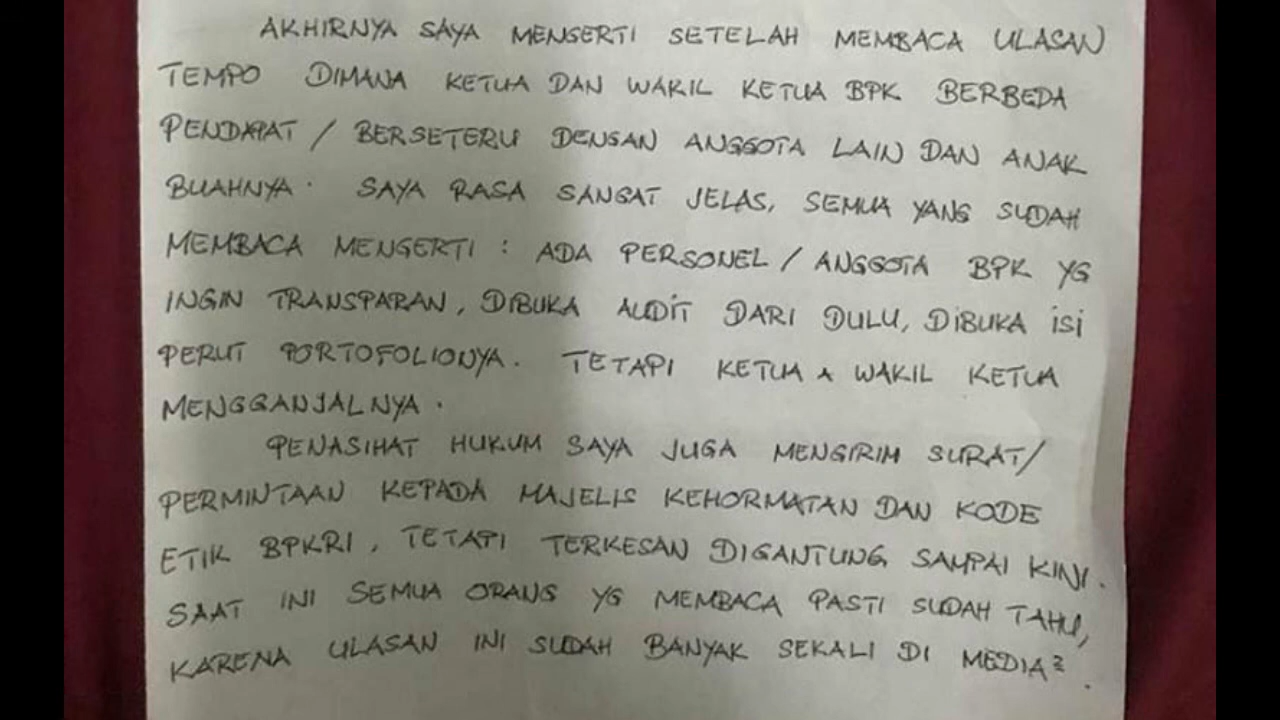 AKHIRNYA SAYA MENGERTI SETELAH MEMBACA ULASAN
TEMPO DIMANA KETUA DAN WAKIL KETUA BPK BERBEDA
PENDAPAT / BERSETERU DENGAN ANGGOTA LAIN DAN ANAK
BUAHNYA. SAYA RASA SANGAT JELAS, SEMUA YANG SUDAH
MEMBACA MENGERTI : ADA PERSONEL / ANGGOTA BPK YG
INGIN TRANSPARAN, DIBUKA AUDIT DARI DULU, DIBUKA ISI
PERUT PORTOFOLIONYA. TETAPI KETUA & WAKIL KETUA
MENGGANJALNYA.
PENASIHAT HUKUM SAYA JUGA MENGIRIM SURAT/
PERMINTAAN KEPADA MAJELIS KEHORMATAN DAN KODE
ETIK BPKRI, TETAPI TERKESAN DIGANTUNG SAMPAI KINI.
SAAT INI SEMUA ORANG YG MEMBACA PASTI SUDAH TAHU,
KARENA ULASAN INI SUDAH BANYAK SEKALI DI MEDIA².